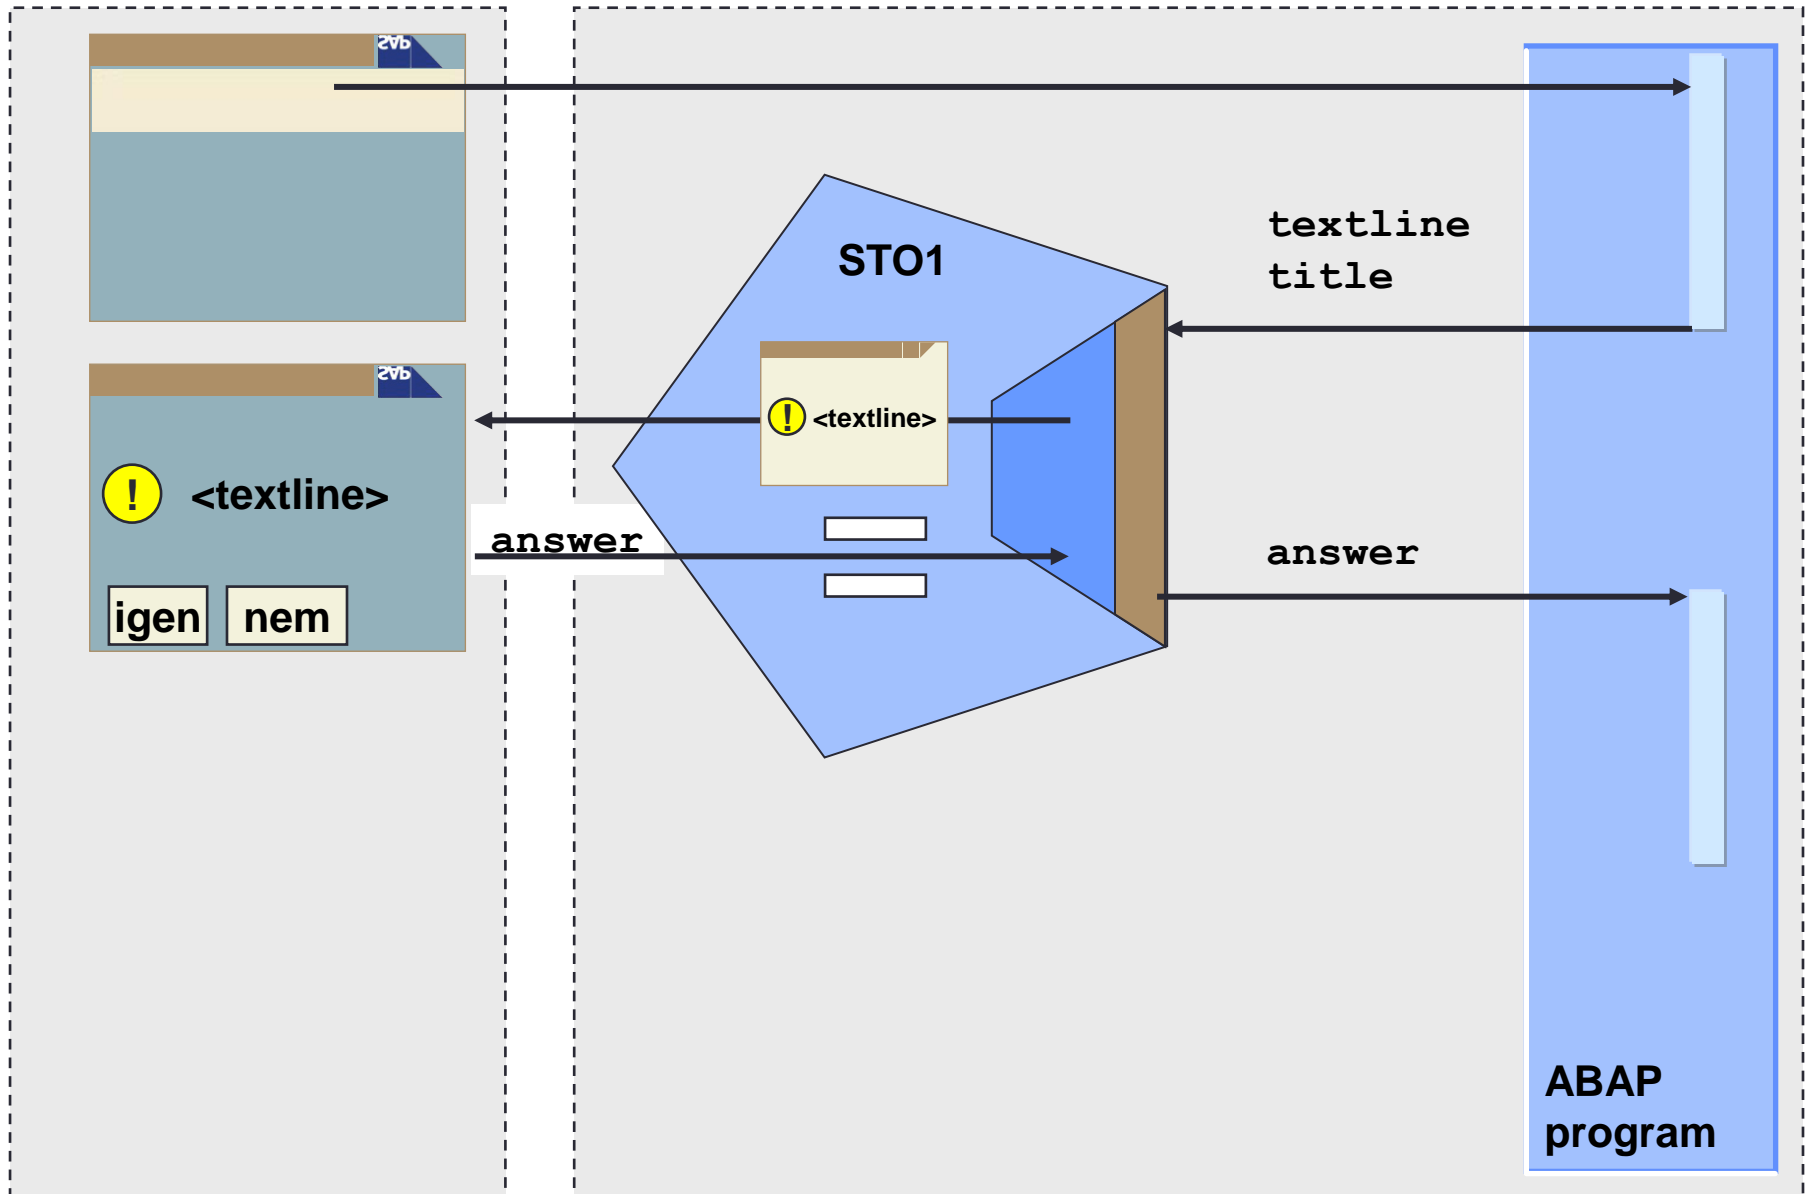 SAP
textline
title
STO1
SAP
! <textline>
! <textline>
answer
answer
igen nem
ABAP
program